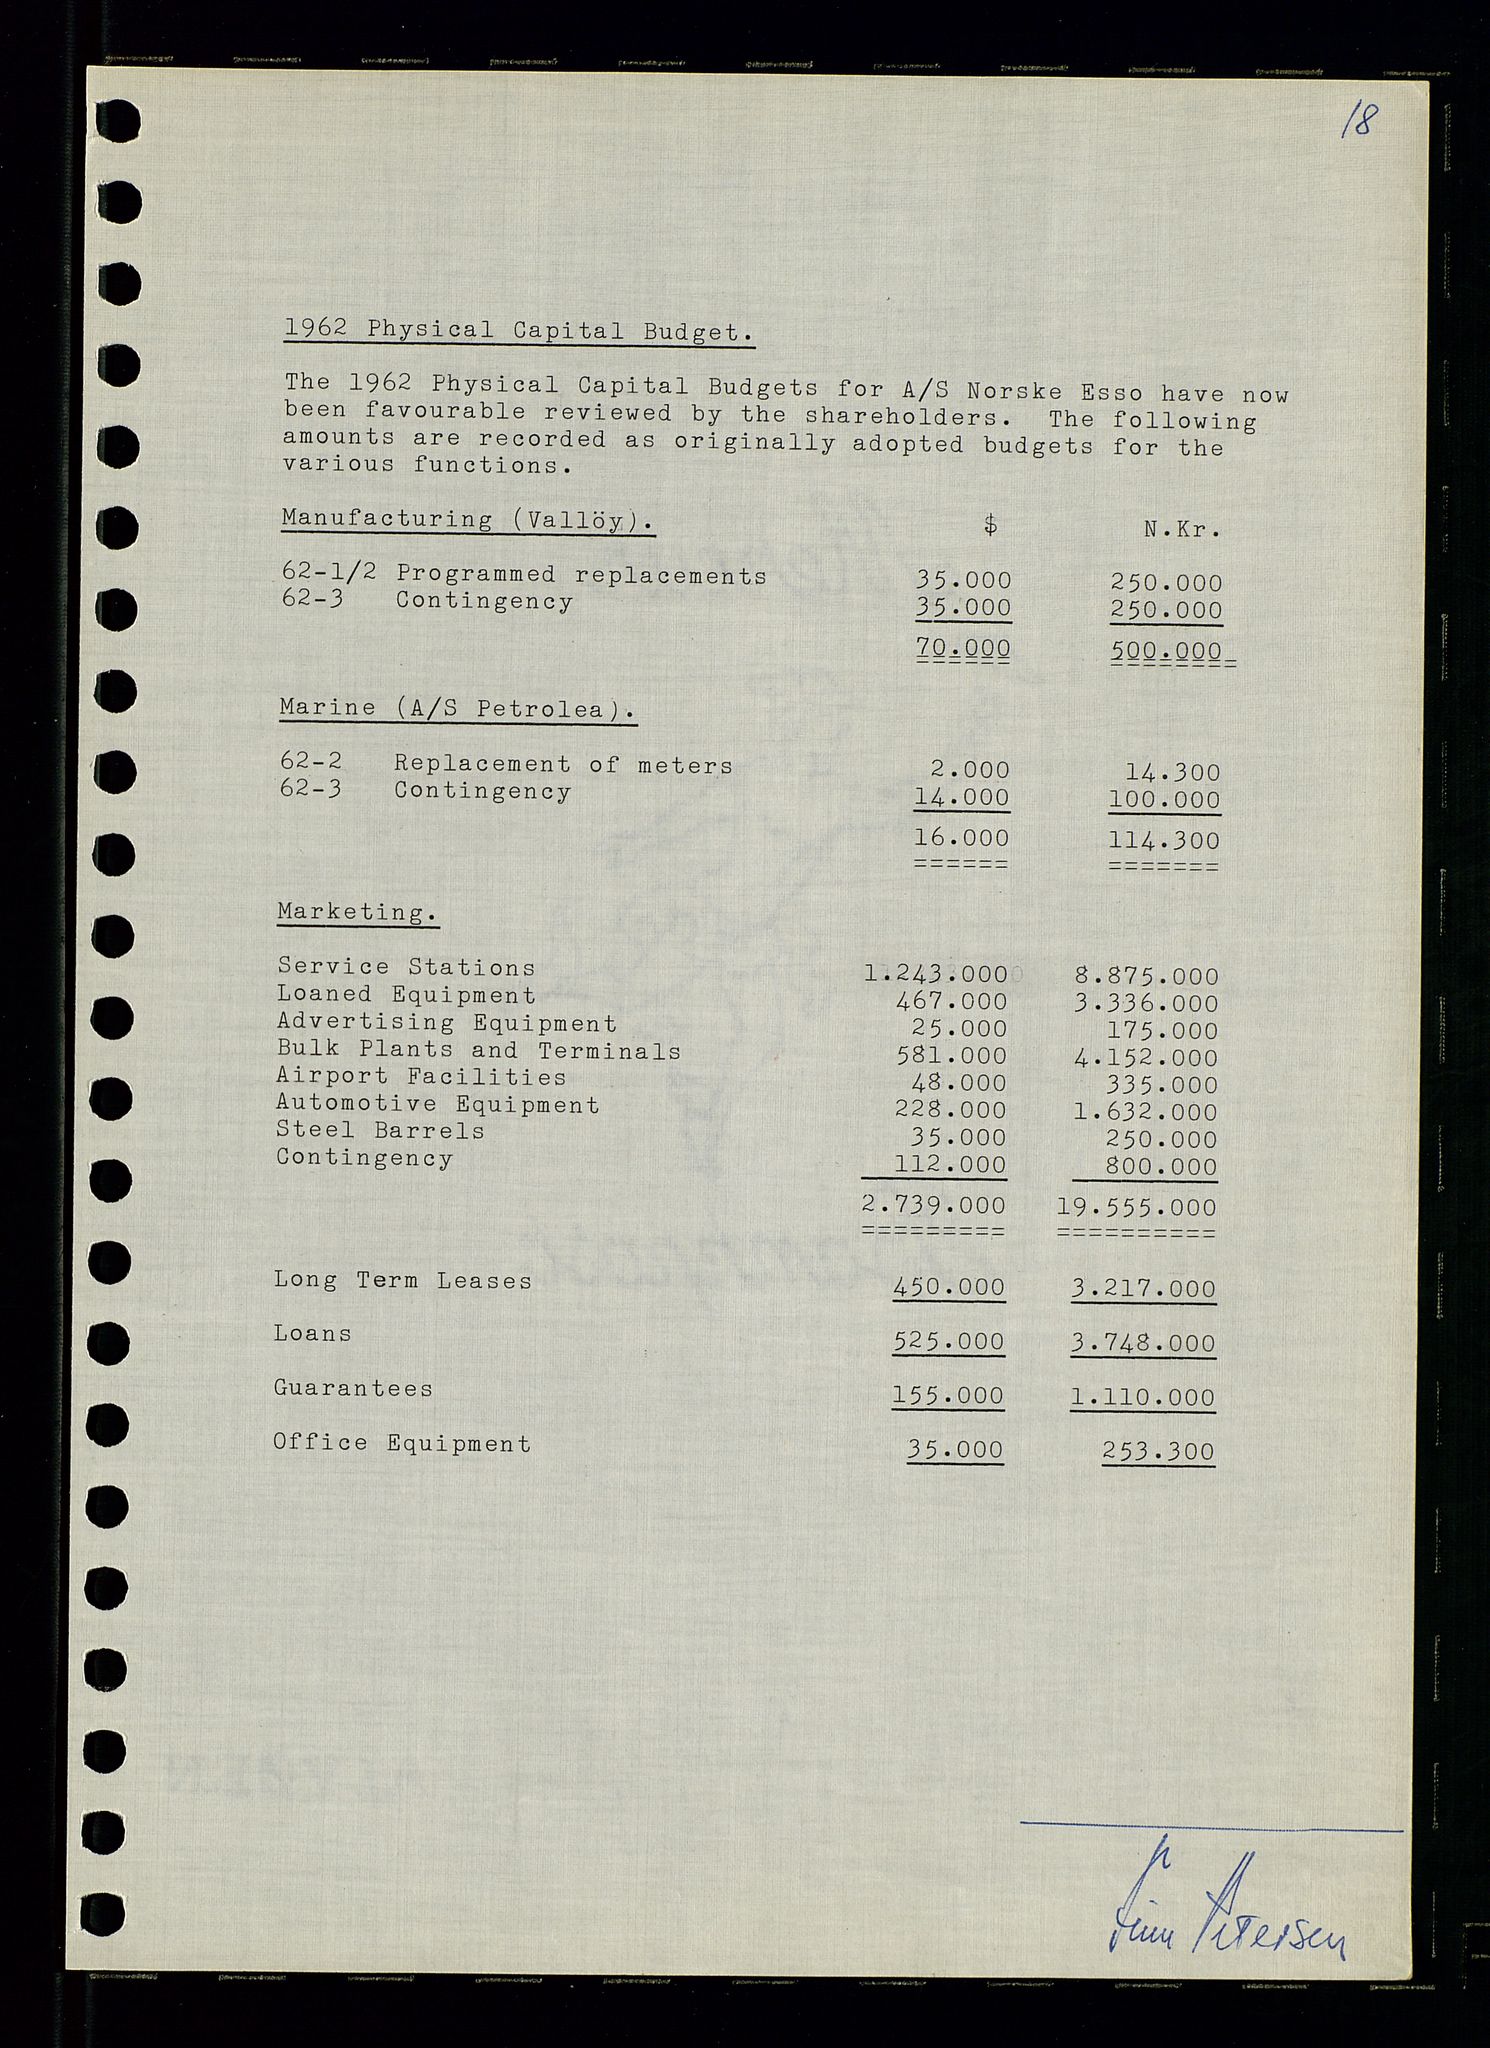 18
1962 Physical Capital Budget.
The 1962 Physical Capital Budgets for A/S Norske Esso have now
been favourable reviewed by the shareholders. The following
amounts are recorded as originally adopted budgets for the
various functions.
Manufacturing (Vallöy). $ N.Kr.
62-1/2 Programmed replacements 35.000 250.000
62-3 Contingency 35.000 250.000
70.000 500.000
Marine (A/S Petrolea).
62-2 Replacement of meters 2.000 14.300
62-3 Contingency 14.000 100.000
16.000 114.300
Marketing.
Service Stations 1.243.000 8.875.000
Loaned Equipment 467.000 3.336.000
Advertising Equipment 25.000 175.000
Bulk Plants and Terminals 581.000 4.152.000
Airport Facilities 48.000 335.000
Automotive Equipment 228.000 1.632.000
Steel Barrels 35.000 250.000
Contingency 112.000 800.000
2.739.000 19.555.000
Long Term Leases 450.000 3.217.000
Loans 525.000 3.748.000
Guarantees 155.000 1.110.000
Office Equipment 35.000 253.300
Finn Petersen